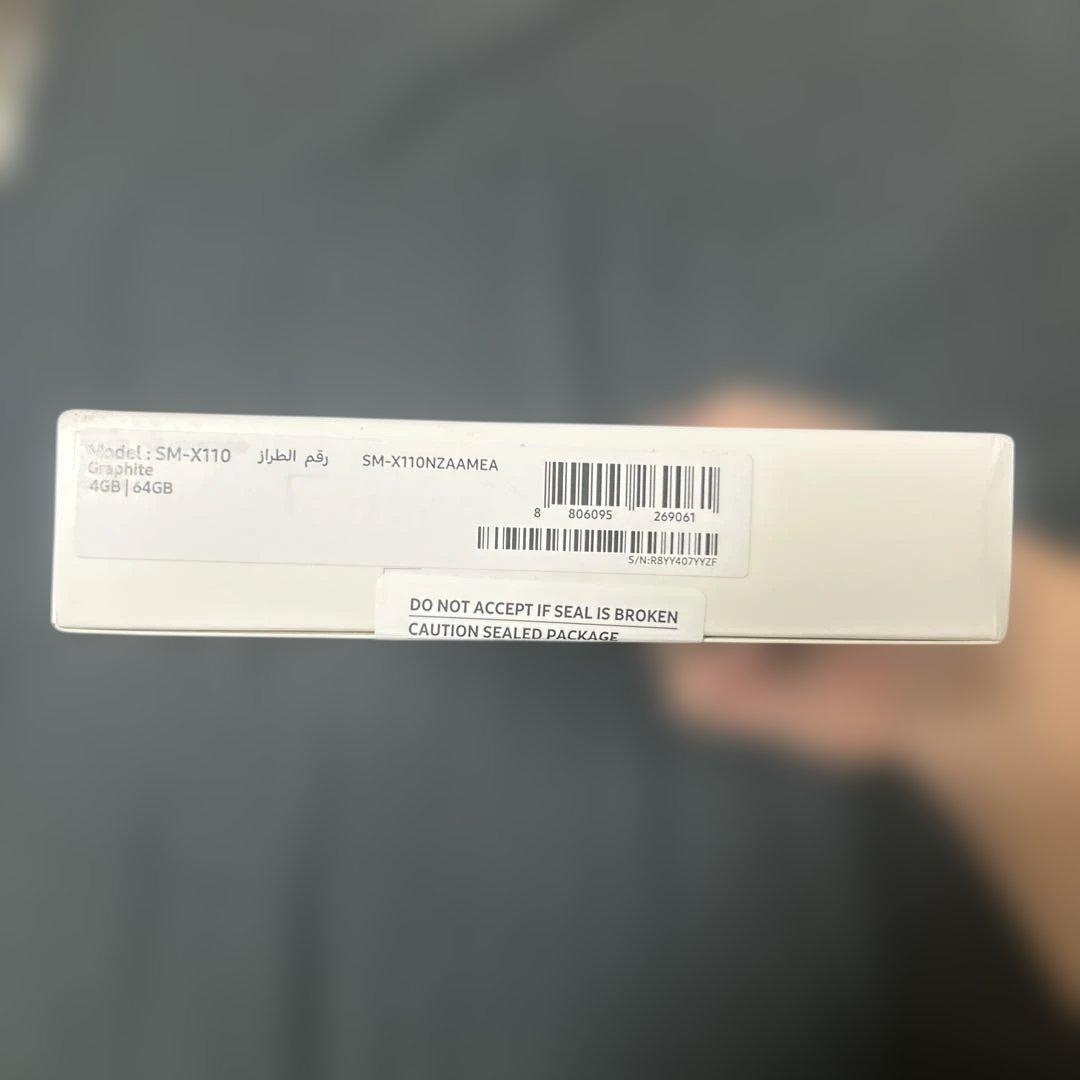 Model : SM-X110 رقم الطراز SM-X110NZAAMEA
Graphite
4GB | 64GB
8 806095 269061
S/N:R8YY407YYZF
DO NOT ACCEPT IF SEAL IS BROKEN
CAUTION SEALED PACKAGE